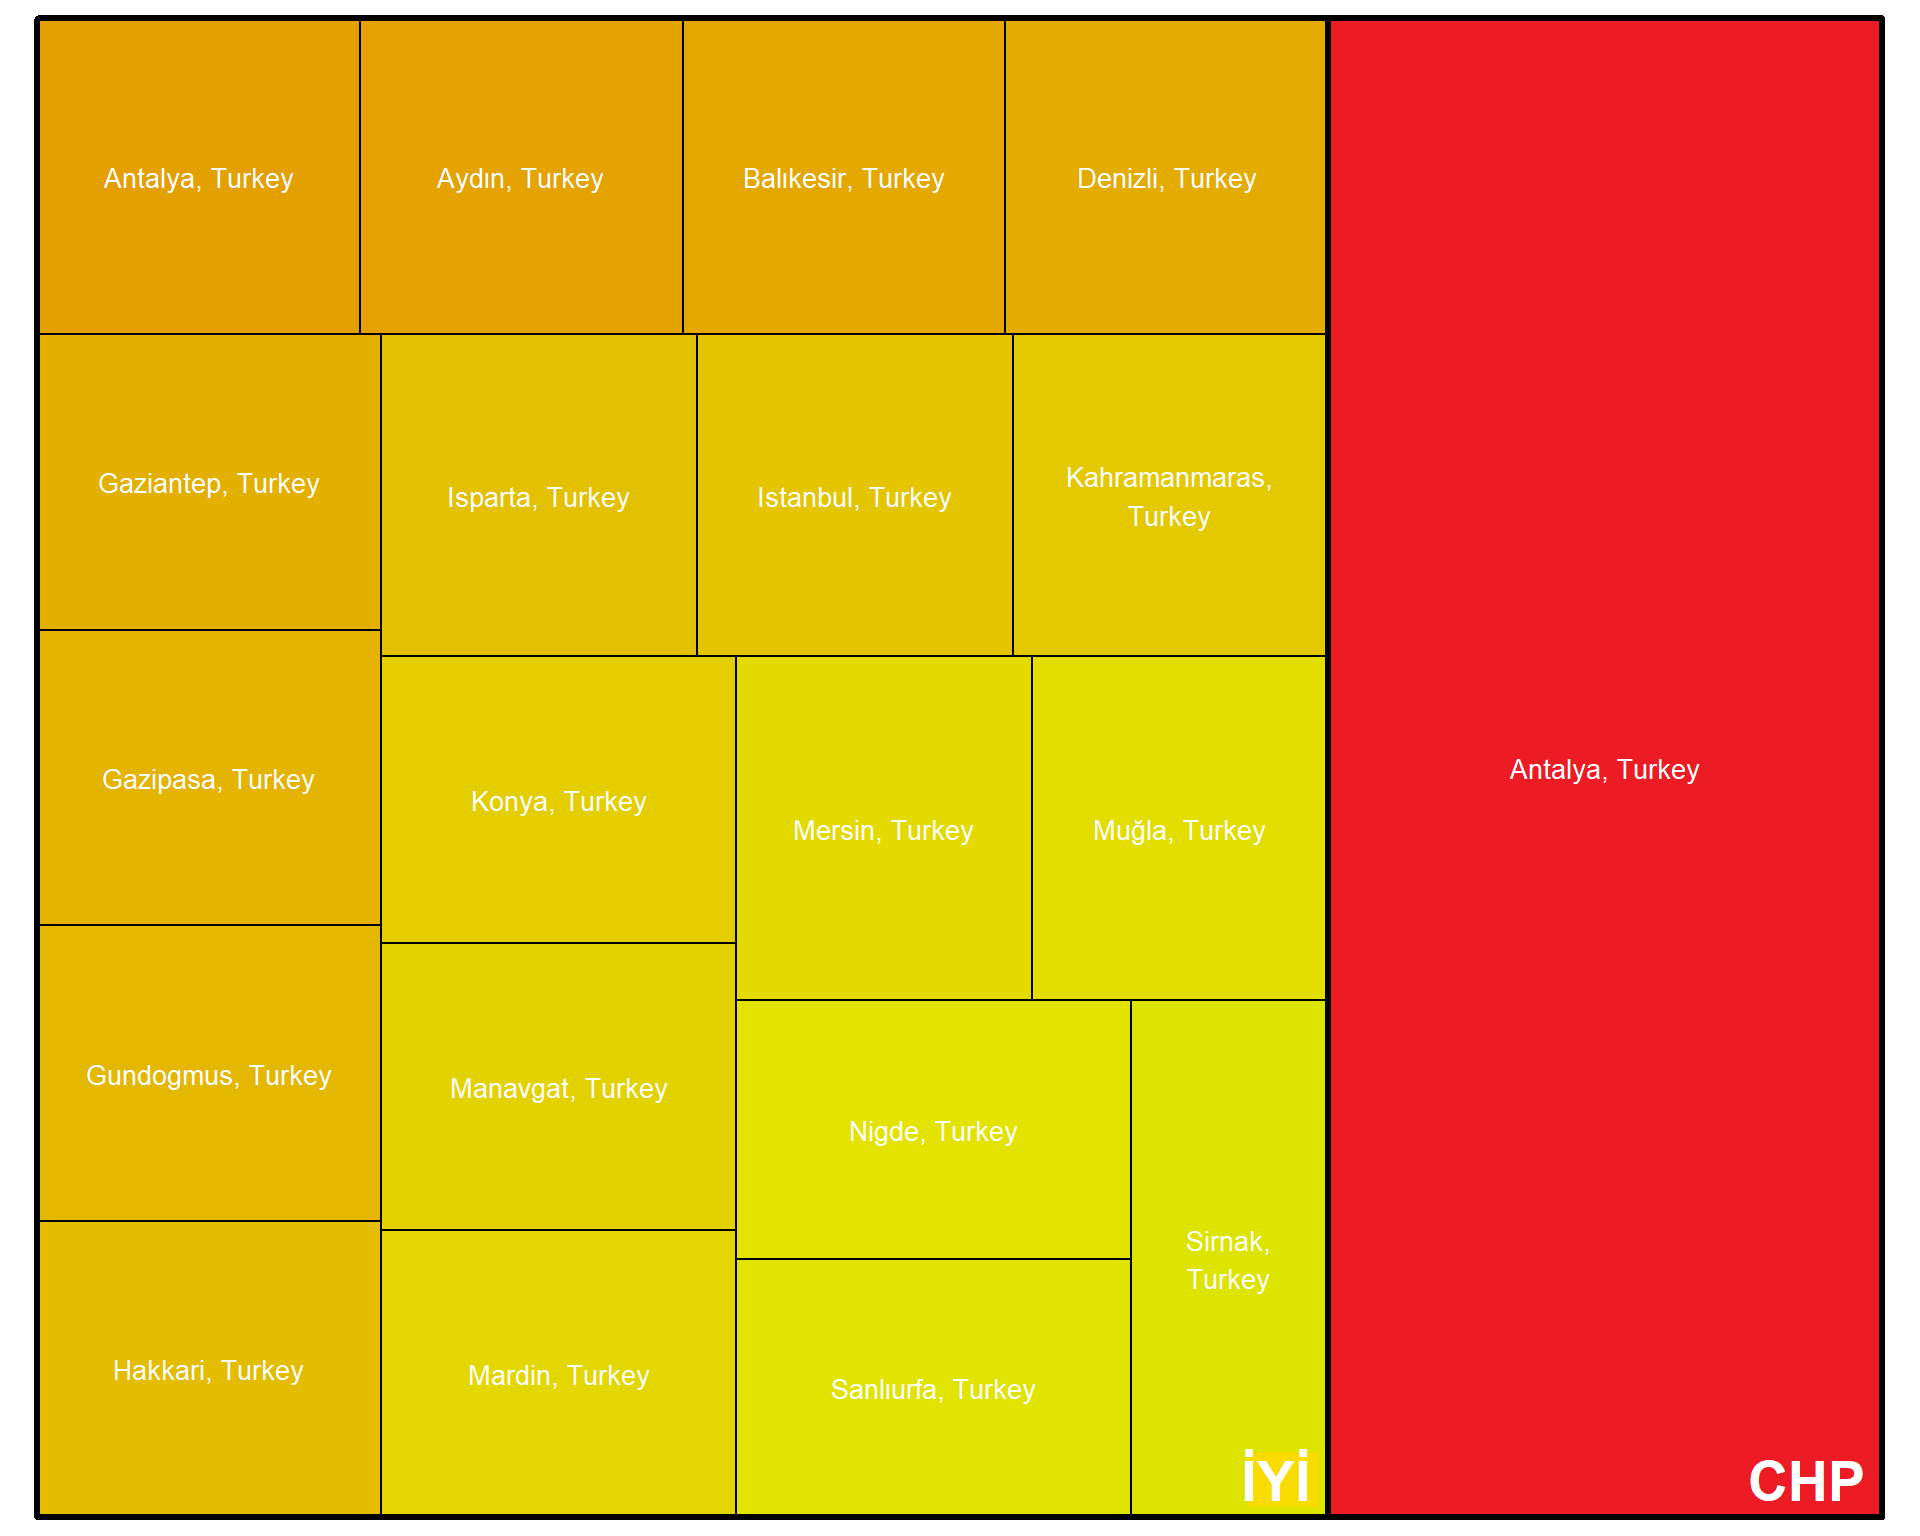 Antalya, Turkey
Aydın, Turkey
Balıkesir, Turkey
Denizli, Turkey
Gaziantep, Turkey
Isparta, Turkey
Istanbul, Turkey
Kahramanmaras,
Turkey
Gazipasa, Turkey
Konya, Turkey
Mersin, Turkey
Muğla, Turkey
Gundogmus, Turkey
Manavgat, Turkey
Nigde, Turkey
Sirnak,
Turkey
Hakkari, Turkey
Mardin, Turkey
Sanlıurfa, Turkey
İYİ
Antalya, Turkey
CHP